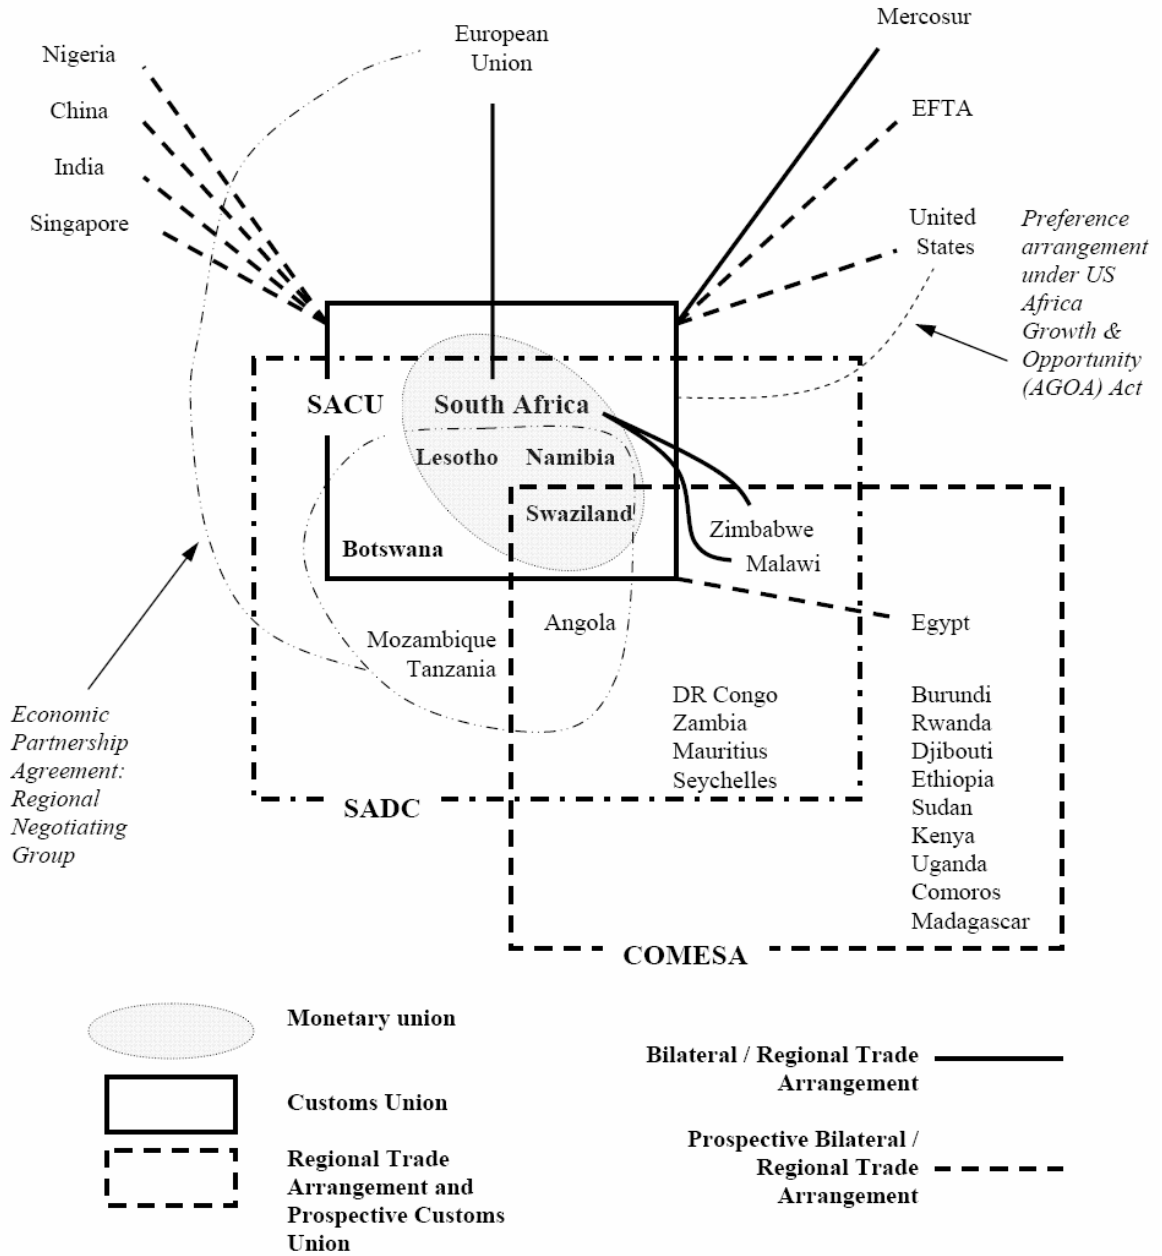 Nigeria
China
India
Singapore
European
Union
Mercosur
EFTA
United
States
Preference
arrangement
under US
Africa
Growth &
Opportunity
(AGOA) Act
SACU
South Africa
Lesotho
Namibia
Swaziland
Botswana
Zimbabwe
Malawi
Angola
Mozambique
Tanzania
Egypt
DR Congo
Zambia
Mauritius
Seychelles
Burundi
Rwanda
Djibouti
Ethiopia
Sudan
Kenya
Uganda
Comoros
Madagascar
Economic
Partnership
Agreement:
Regional
Negotiating
Group
SADC
COMESA
Monetary union
Customs Union
Regional Trade
Arrangement and
Prospective Customs
Union
Bilateral / Regional Trade
Arrangement
Prospective Bilateral /
Regional Trade
Arrangement